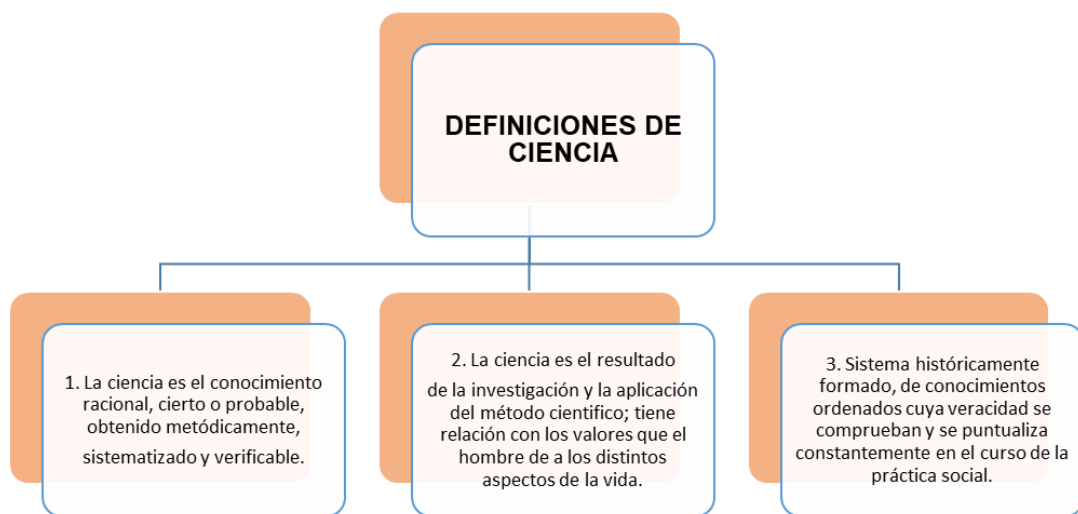 DEFINICIONES DE
CIENCIA
1. La ciencia es el conocimiento
racional, cierto o probable,
obtenido metódicamente,
sistematizado y verificable.
2. La ciencia es el resultado
de la investigación y la aplicación
del método cientifico; tiene
relación con los valores que el
hombre de a los distintos
aspectos de la vida.
3. Sistema históricamente
formado, de conocimientos
ordenados cuya veracidad se
comprueban y se puntualiza
constantemente en el curso de la
práctica social.